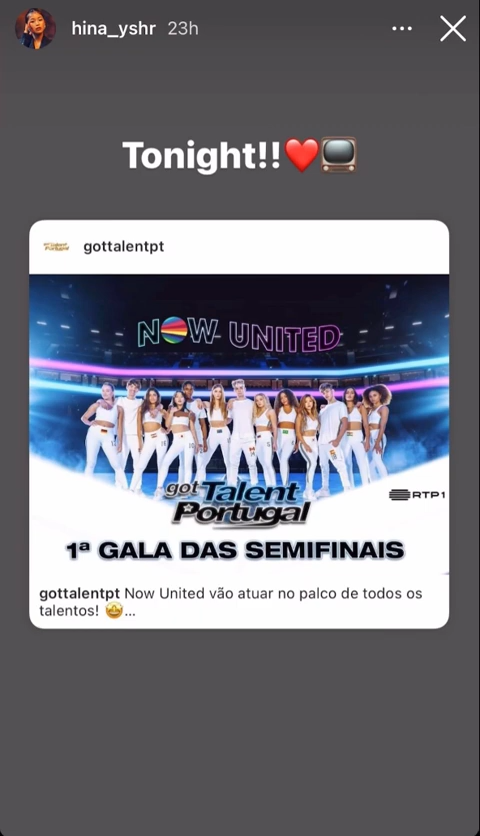 hina_yshr 23h
Tonight!!❤️📺
gottalentpt
NOW UNITED
got Talent
Portugal
RTP1
1ª GALA DAS SEMIFINAIS
gottalentpt Now United vão atuar no palco de todos os
talentos! 🤩...